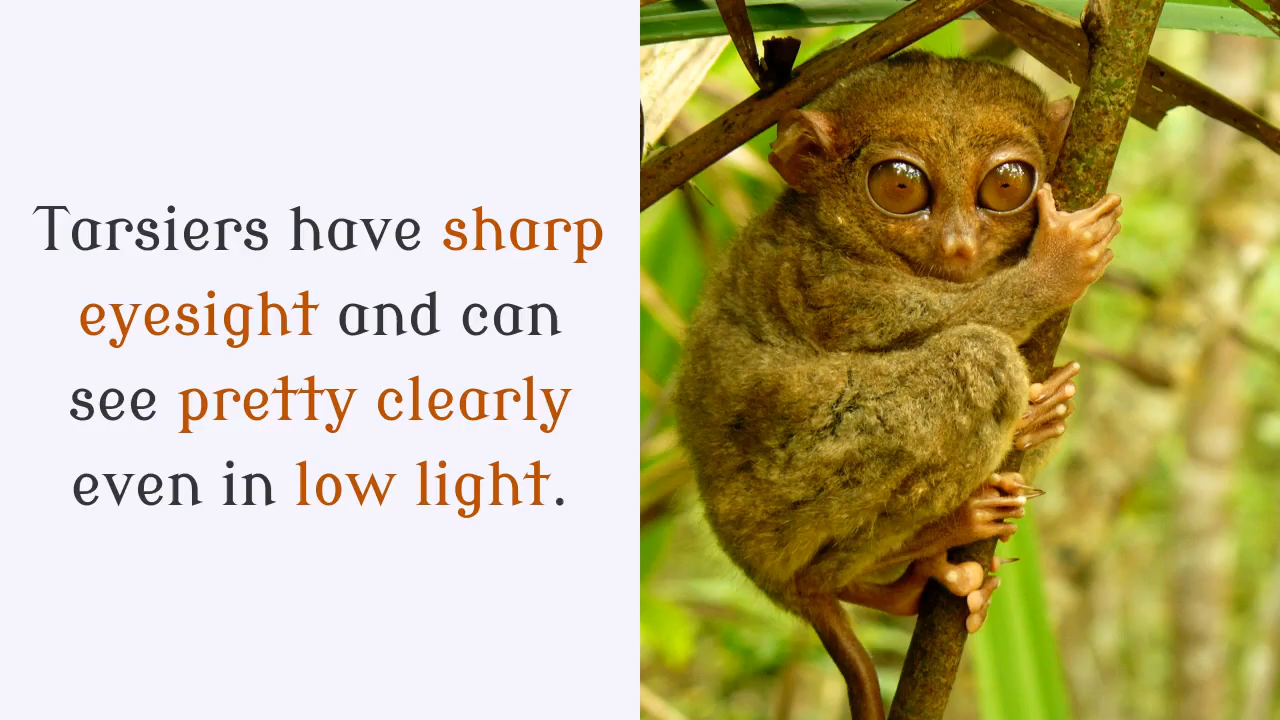 Tarsiers have sharp
eyesight and can
see pretty clearly
even in low light.